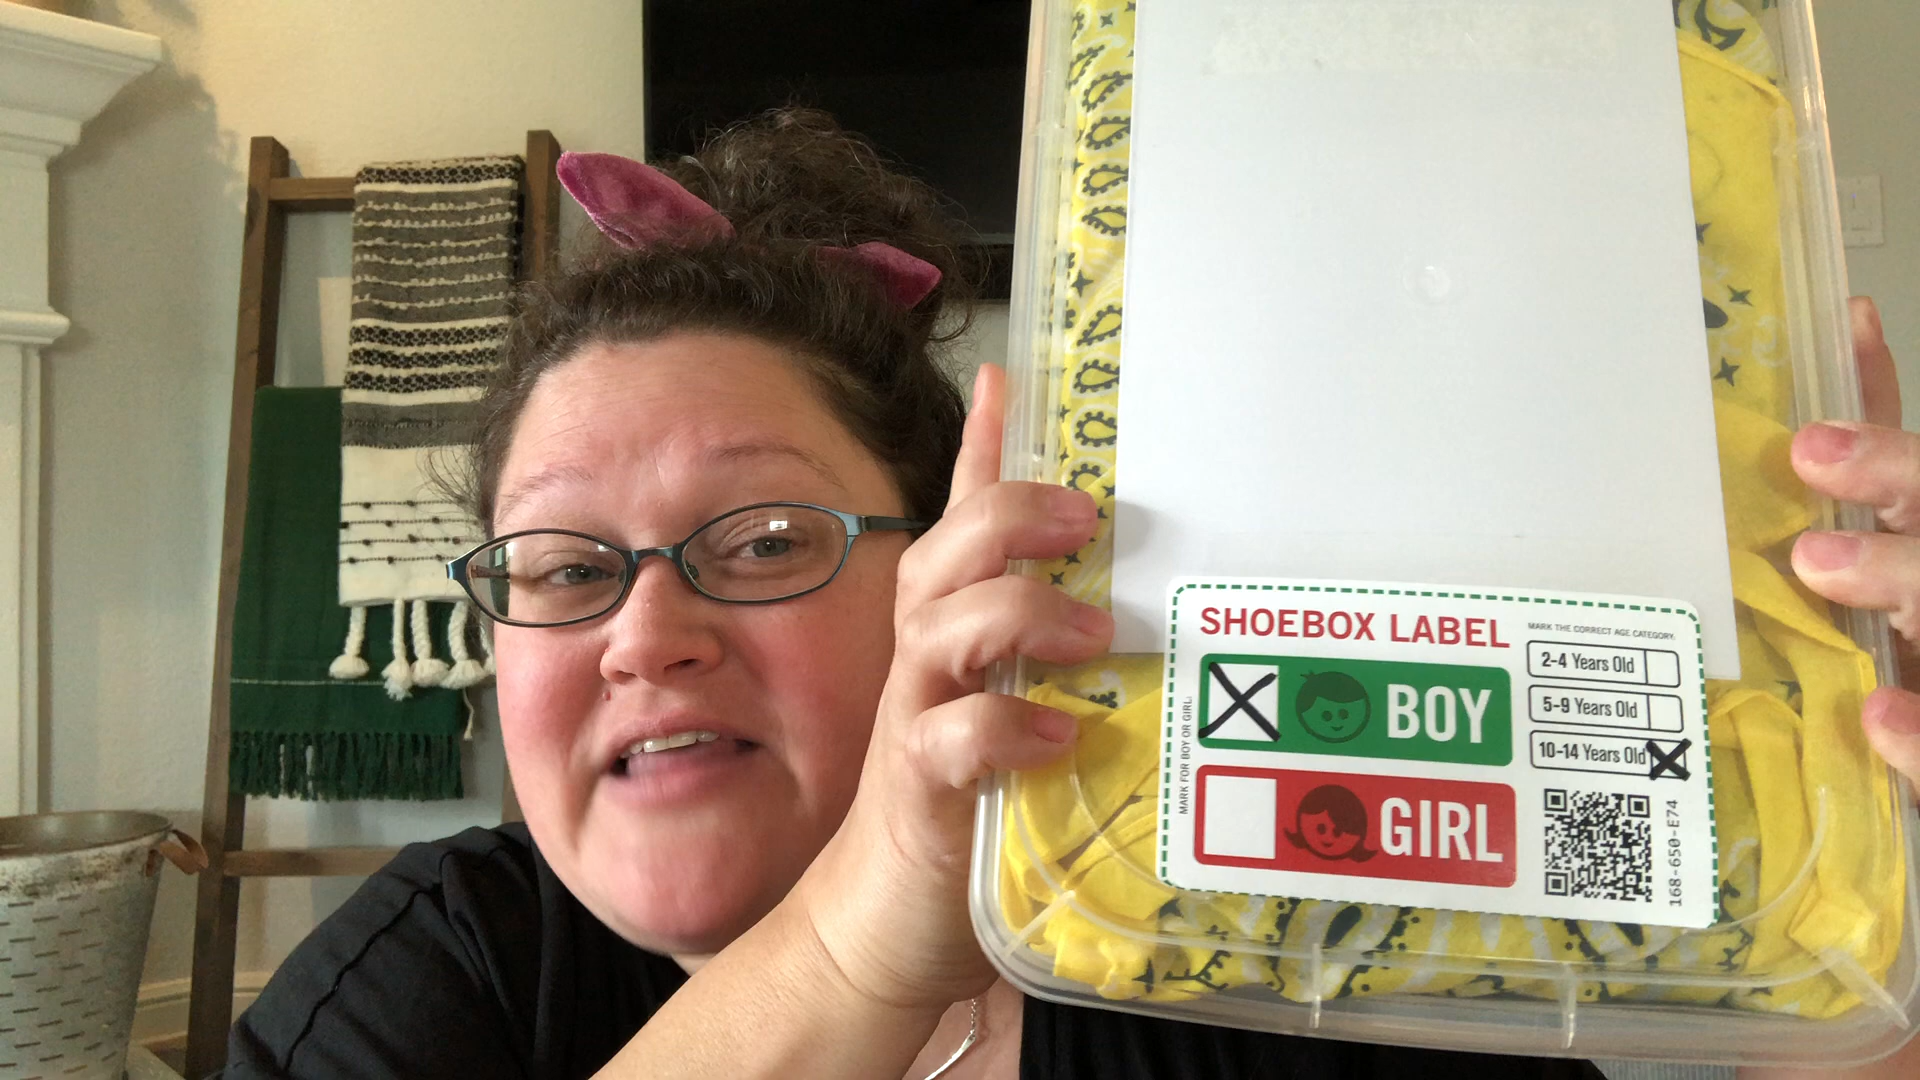 SHOEBOX LABEL
MARK THE CORRECT AGE CATEGORY.
MARK FOR BOY OR GIRL.
BOY
GIRL
2-4 Years Old
5-9 Years Old
10-14 Years Old
168-650-E74